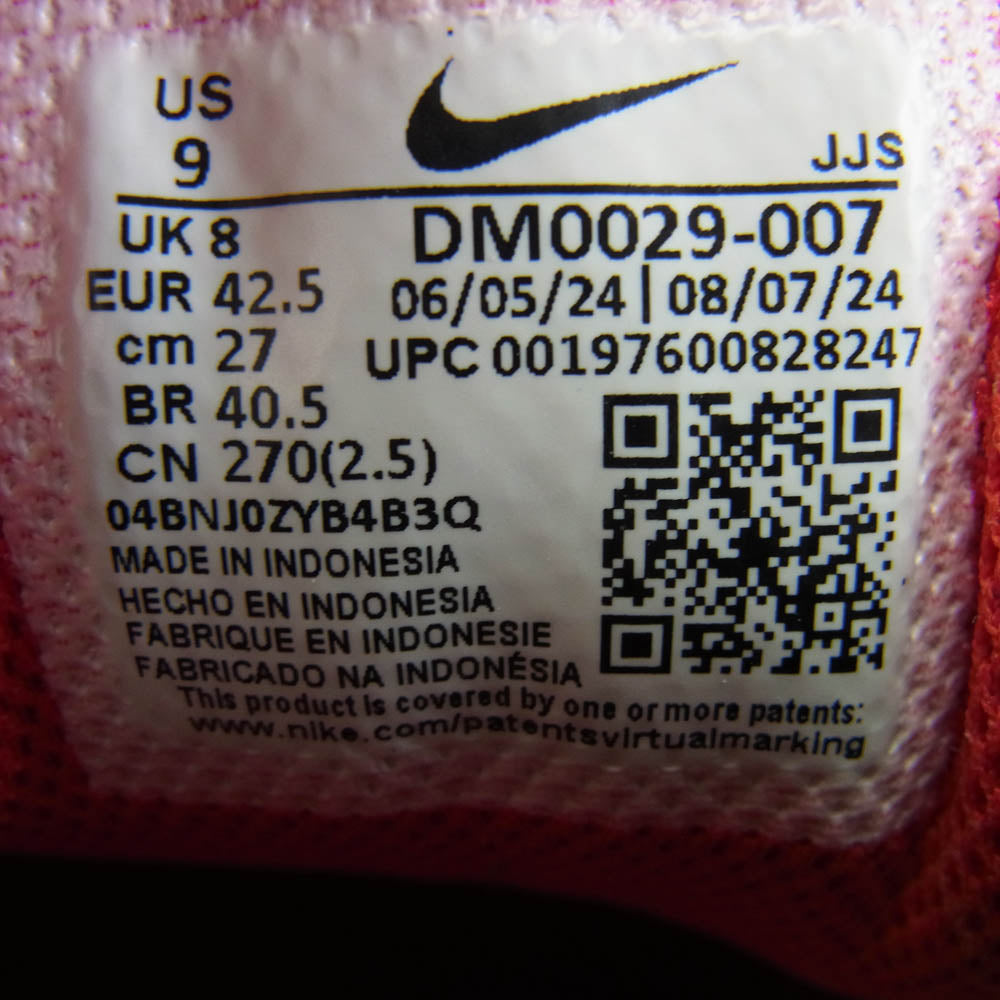 US
9
JJS
UK 8
DM0029-007
EUR 42.5
06/05/24 | 08/07/24
cm 27
UPC 00197600828247
BR 40.5
CN 270(2.5)
04BNJ0ZYB4B3Q
MADE IN INDONESIA
HECHO EN INDONESIA
FABRIQUE EN INDONESIE
FABRICADO NA INDONÉSIA
This product is covered by one or more patents:
www.nike.com/patentsvirtualmarking